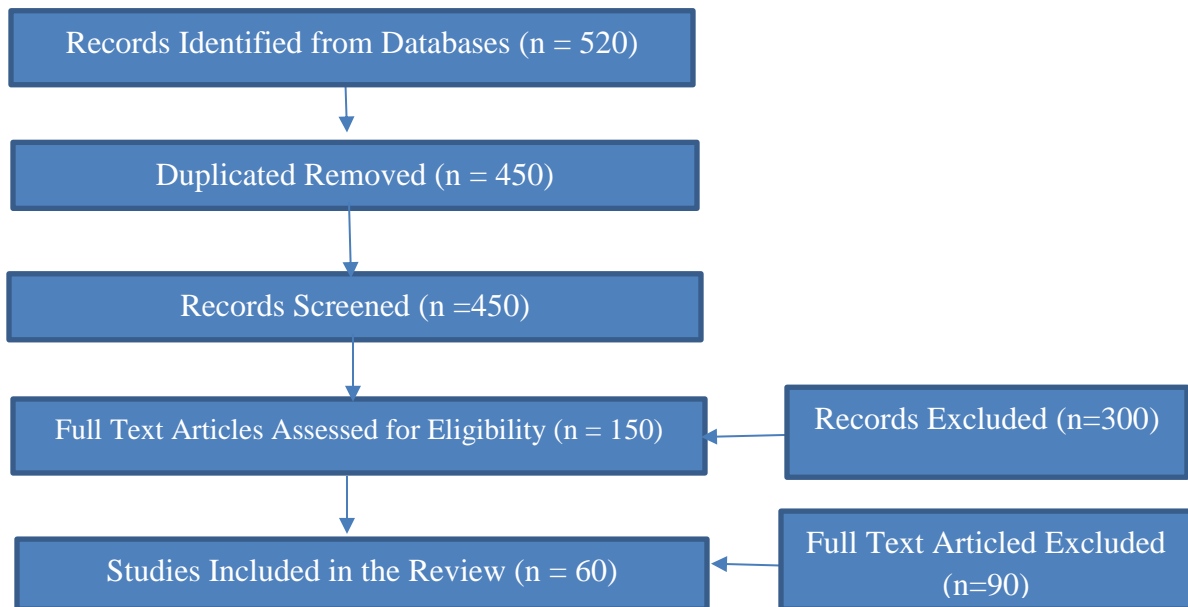 Records Identified from Databases (n = 520)
Duplicated Removed (n = 450)
Records Screened (n =450)
Full Text Articles Assessed for Eligibility (n = 150)
Records Excluded (n=300)
Studies Included in the Review (n = 60)
Full Text Articled Excluded
(n=90)